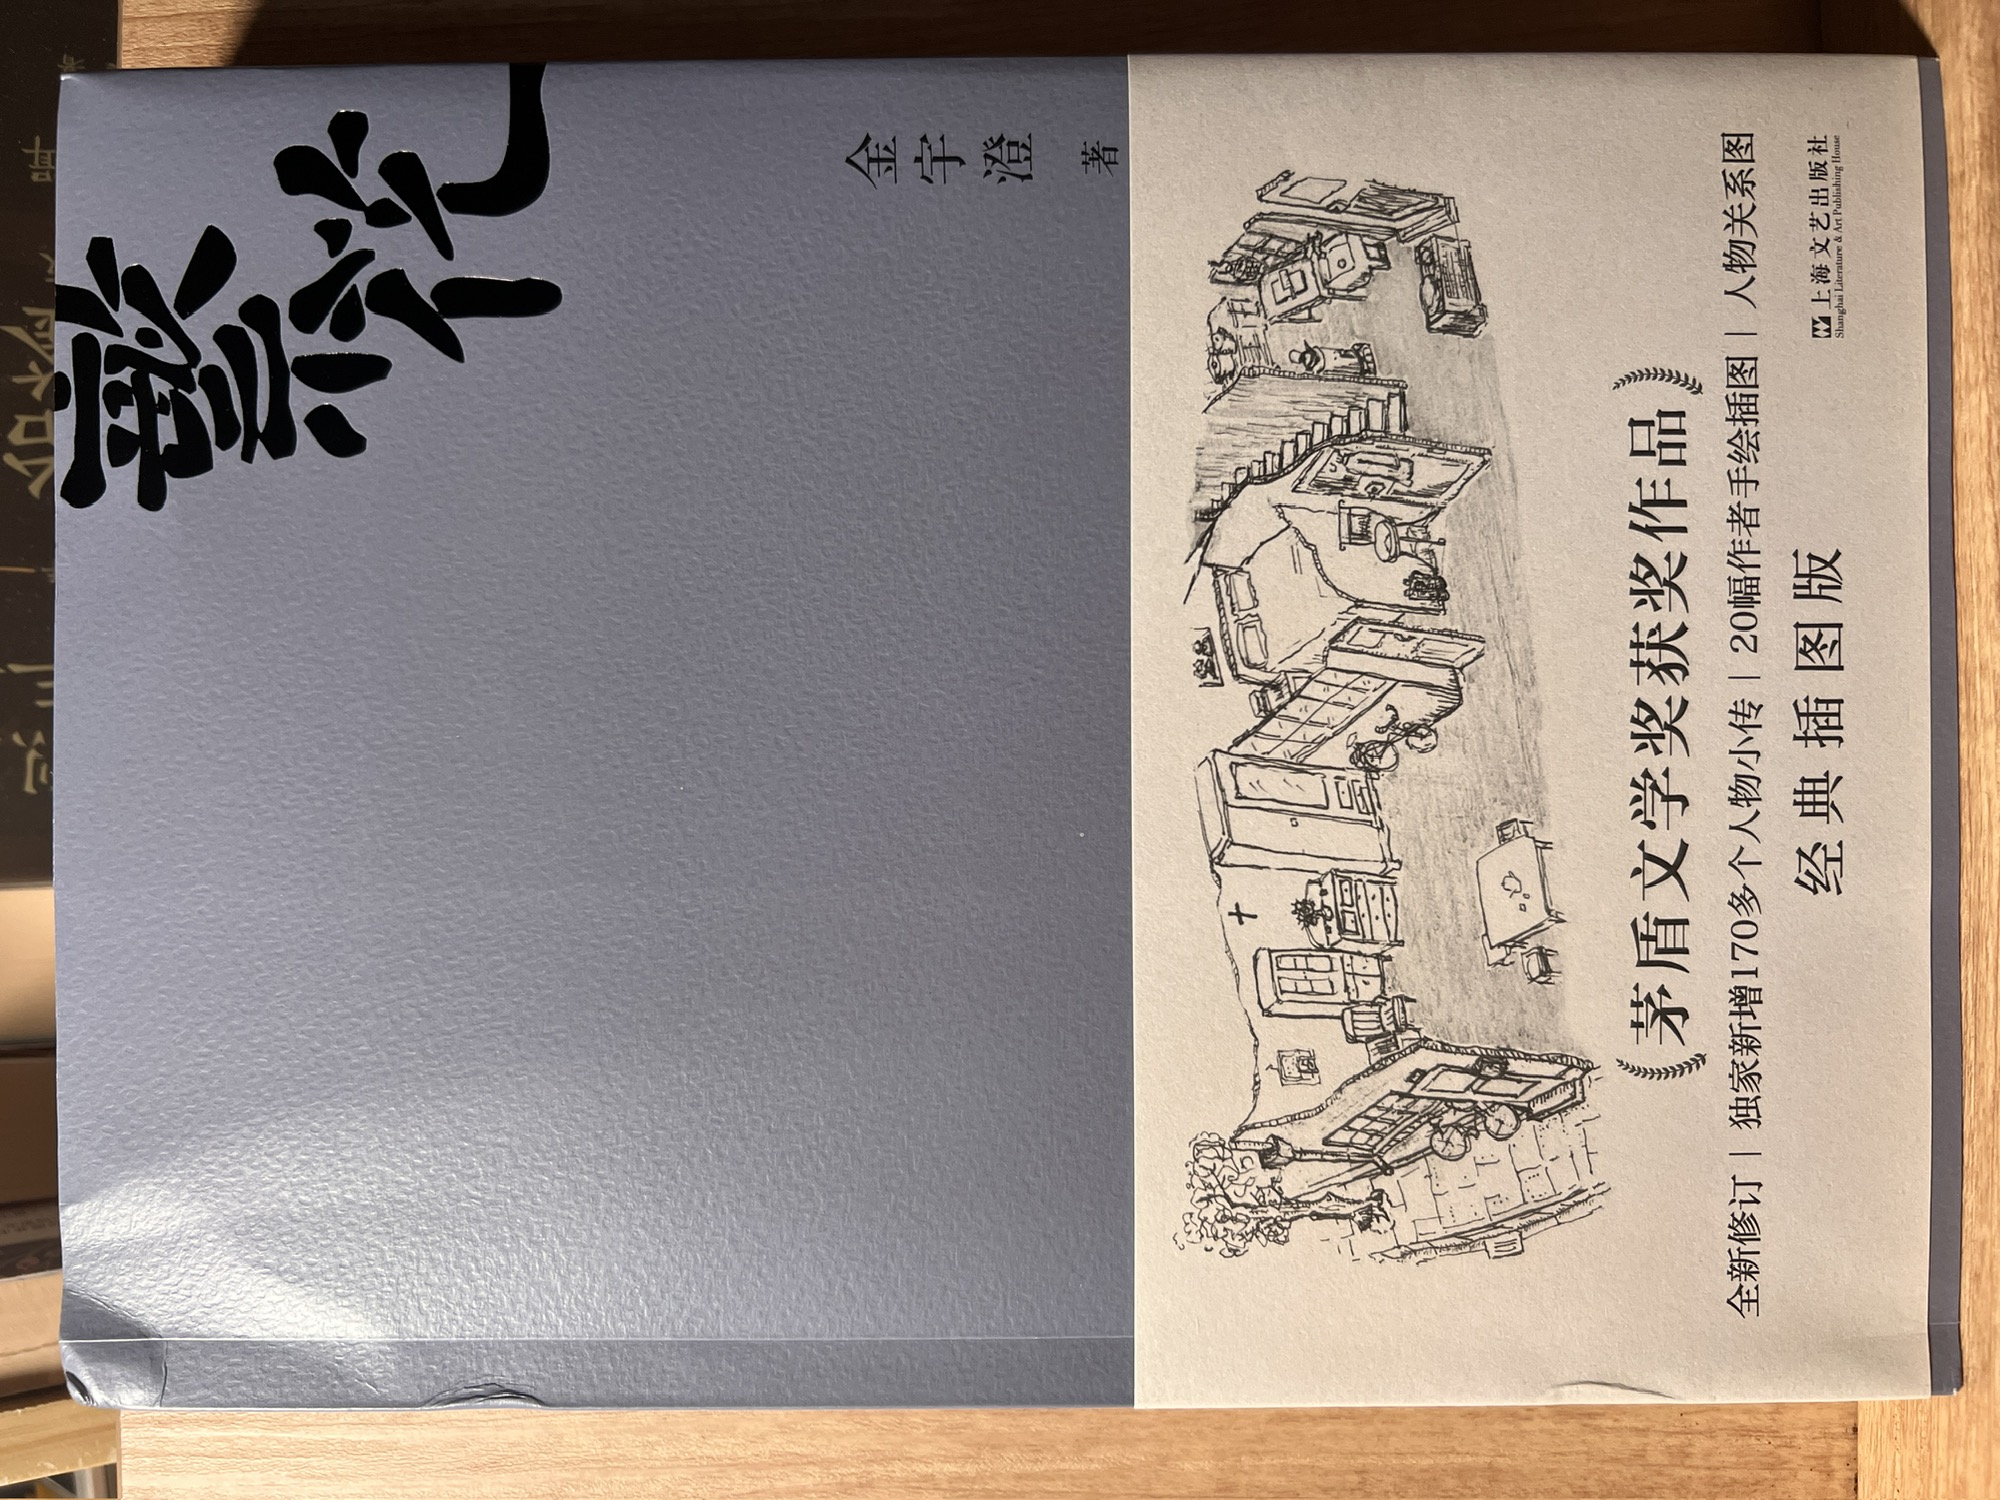 繁花
金宇澄 著
茅盾文学奖获奖作品
全新修订｜独家新增170多个人物小传｜20幅作者手绘插图｜人物关系图
经典插图版
上海文艺出版社
Shanghai Literature & Art Publishing House